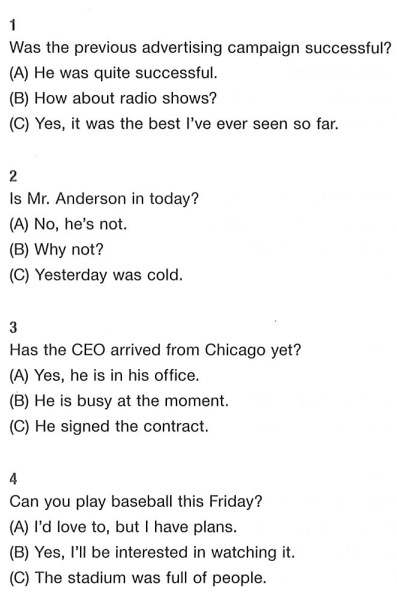 1
Was the previous advertising campaign successful?
(A) He was quite successful.
(B) How about radio shows?
(C) Yes, it was the best I've ever seen so far.
2
Is Mr. Anderson in today?
(A) No, he's not.
(B) Why not?
(C) Yesterday was cold.
3
Has the CEO arrived from Chicago yet?
(A) Yes, he is in his office.
(B) He is busy at the moment.
(C) He signed the contract.
4
Can you play baseball this Friday?
(A) I'd love to, but I have plans.
(B) Yes, I'll be interested in watching it.
(C) The stadium was full of people.